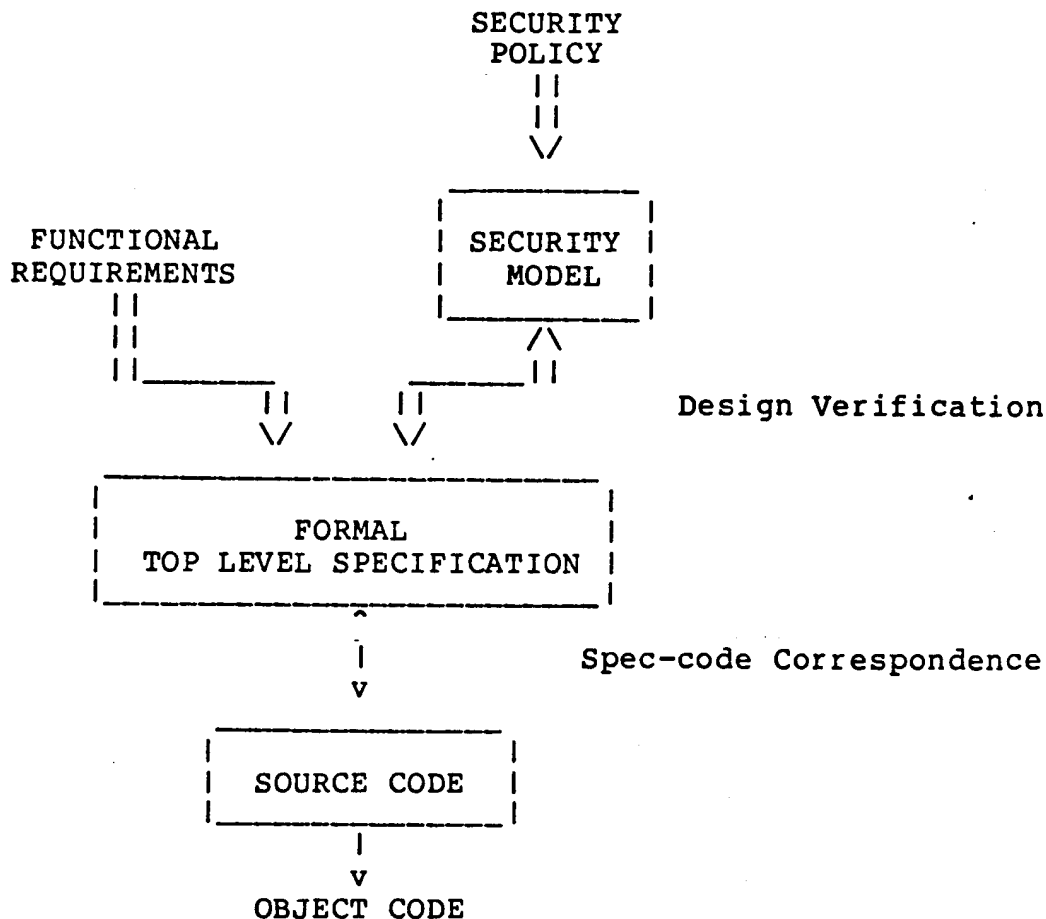 SECURITY
POLICY
SECURITY
MODEL
FUNCTIONAL
REQUIREMENTS
Design Verification
FORMAL
TOP LEVEL SPECIFICATION
Spec-code Correspondence
SOURCE CODE
OBJECT CODE